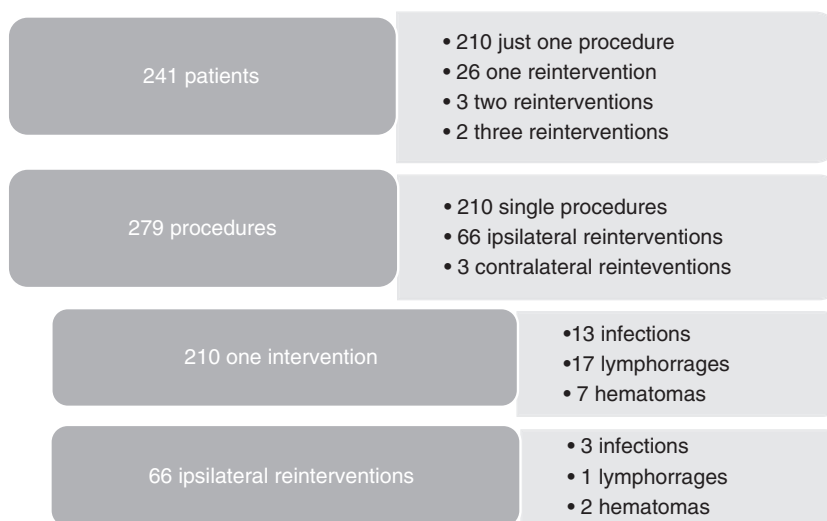 241 patients
• 210 just one procedure
• 26 one reintervention
• 3 two reinterventions
• 2 three reinterventions
279 procedures
• 210 single procedures
• 66 ipsilateral reinterventions
• 3 contralateral reinteventions
210 one intervention
•13 infections
•17 lymphorrages
• 7 hematomas
66 ipsilateral reinterventions
• 3 infections
• 1 lymphorrages
• 2 hematomas